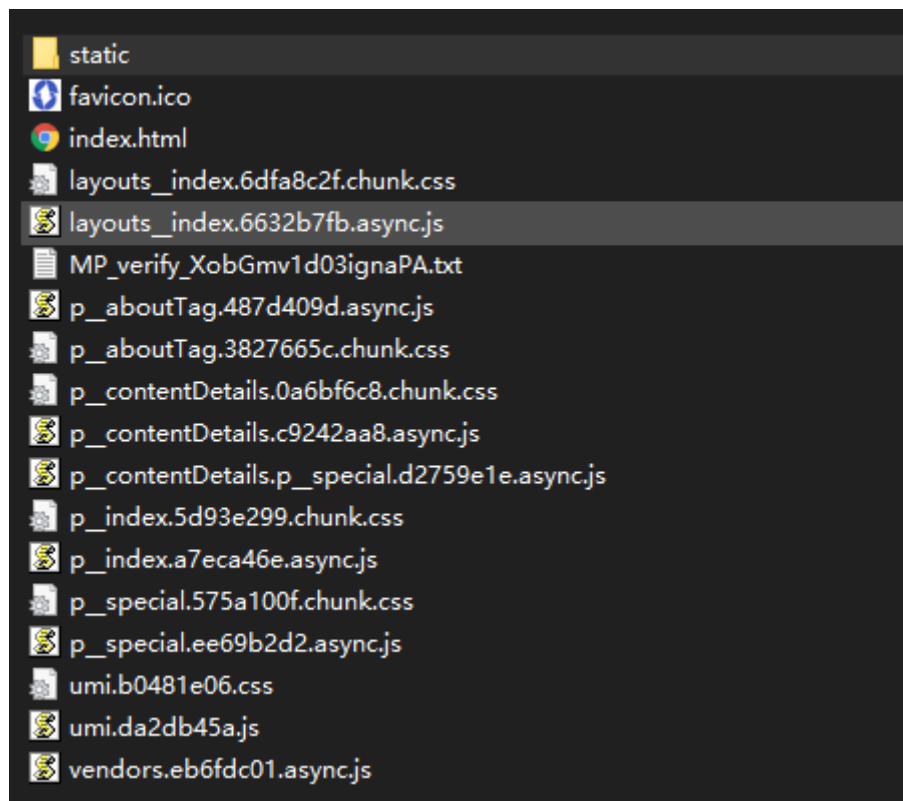 static
favicon.ico
index.html
layouts__index.6dfa8c2f.chunk.css
layouts__index.6632b7fb.async.js
MP_verify_XobGmv1d03ignaPA.txt
p__aboutTag.487d409d.async.js
p__aboutTag.3827665c.chunk.css
p__contentDetails.0a6bf6c8.chunk.css
p__contentDetails.c9242aa8.async.js
p__contentDetails.p__special.d2759e1e.async.js
p__index.5d93e299.chunk.css
p__index.a7eca46e.async.js
p__special.575a100f.chunk.css
p__special.ee69b2d2.async.js
umi.b0481e06.css
umi.da2db45a.js
vendors.eb6fdc01.async.js